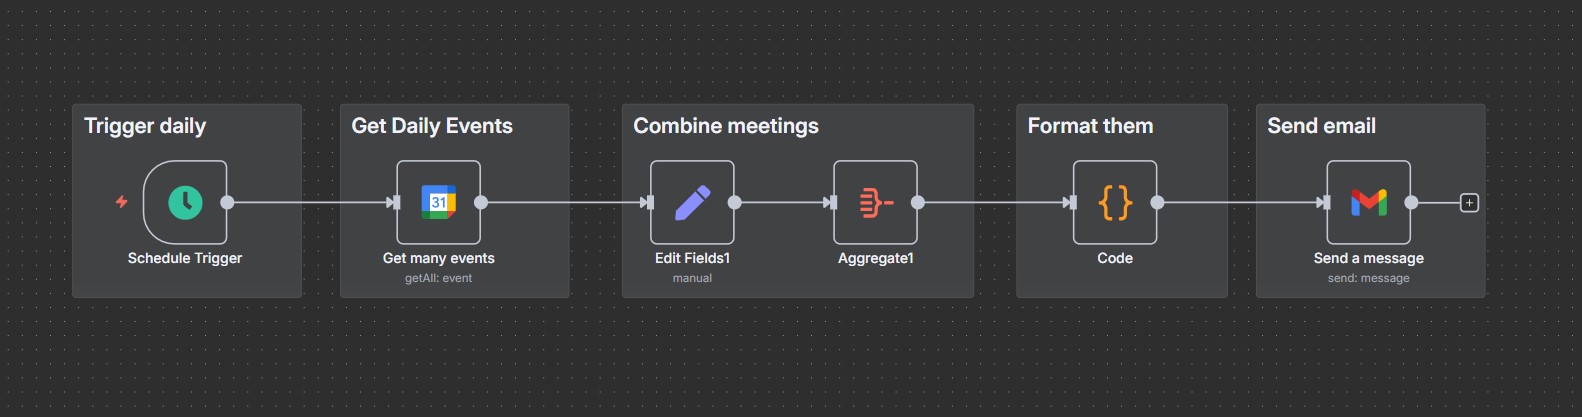 Trigger daily
Get Daily Events
Combine meetings
Format them
Send email
31
Schedule Trigger
Get many events
getAll: event
Edit Fields1
manual
Aggregate1
{}
Code
Send a message
send: message